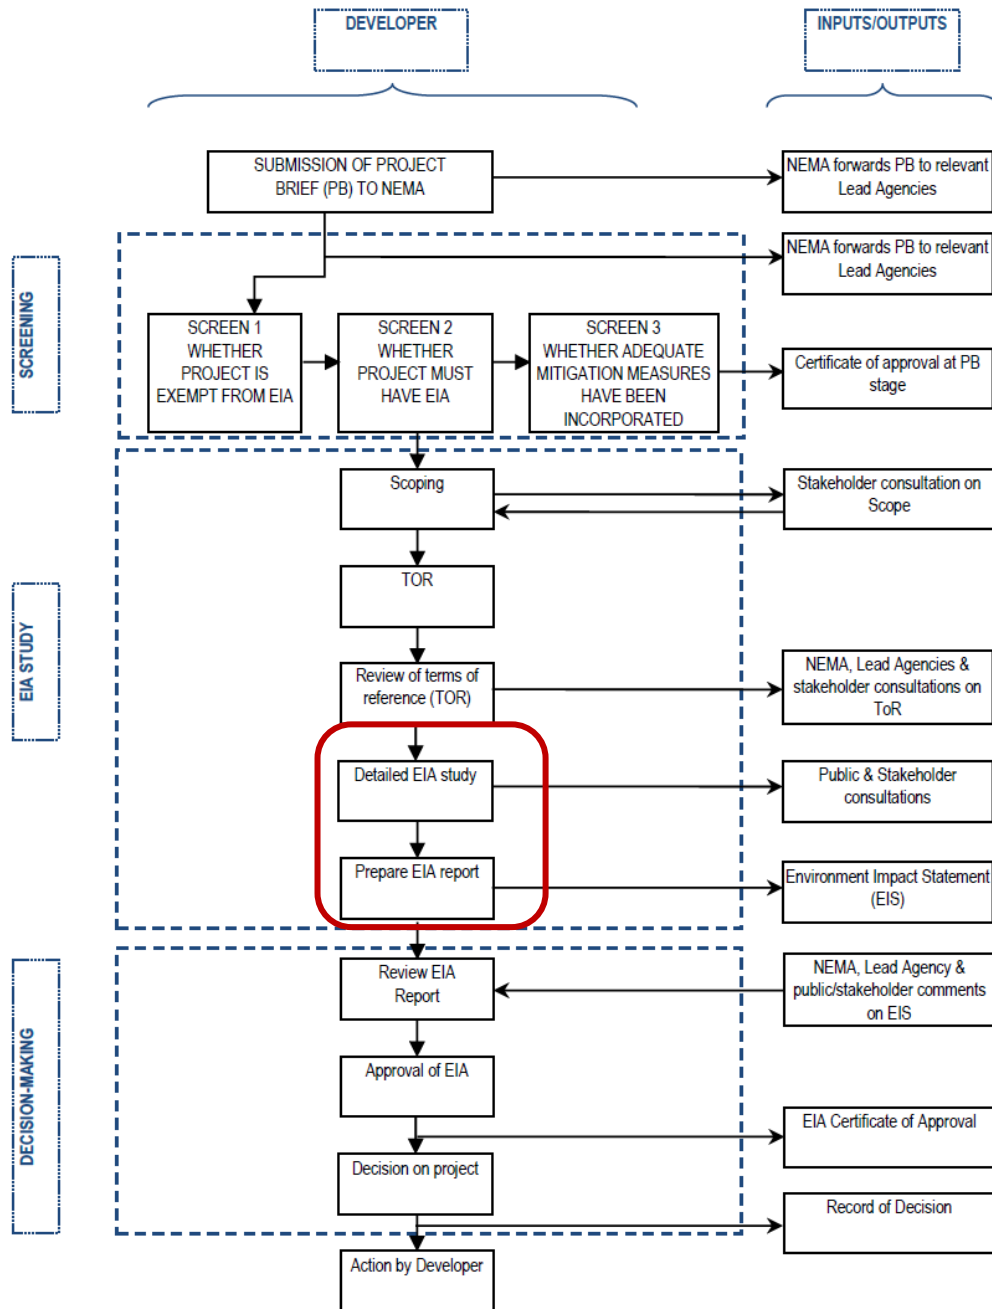 DEVELOPER
INPUTS/OUTPUTS
SUBMISSION OF PROJECT
BRIEF (PB) TO NEMA
NEMA forwards PB to relevant
Lead Agencies
NEMA forwards PB to relevant
Lead Agencies
SCREENING
SCREEN 1
WHETHER
PROJECT IS
EXEMPT FROM EIA
SCREEN 2
WHETHER
PROJECT MUST
HAVE EIA
SCREEN 3
WHETHER ADEQUATE
MITIGATION MEASURES
HAVE BEEN
INCORPORATED
Certificate of approval at PB
stage
EIA STUDY
Scoping
Stakeholder consultation on
Scope
TOR
Review of terms of
reference (TOR)
NEMA, Lead Agencies &
stakeholder consultations on
ToR
Detailed EIA study
Public & Stakeholder
consultations
Prepare EIA report
Environment Impact Statement
(EIS)
DECISION-MAKING
Review EIA
Report
NEMA, Lead Agency &
public/stakeholder comments
on EIS
Approval of EIA
EIA Certificate of Approval
Decision on project
Record of Decision
Action by Developer